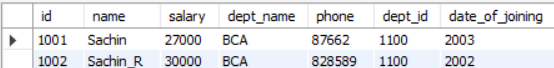 id name salary dept_name phone dept_id date_of_joining
1001 Sachin 27000 BCA 87662 1100 2003
1002 Sachin_R 30000 BCA 828589 1100 2002